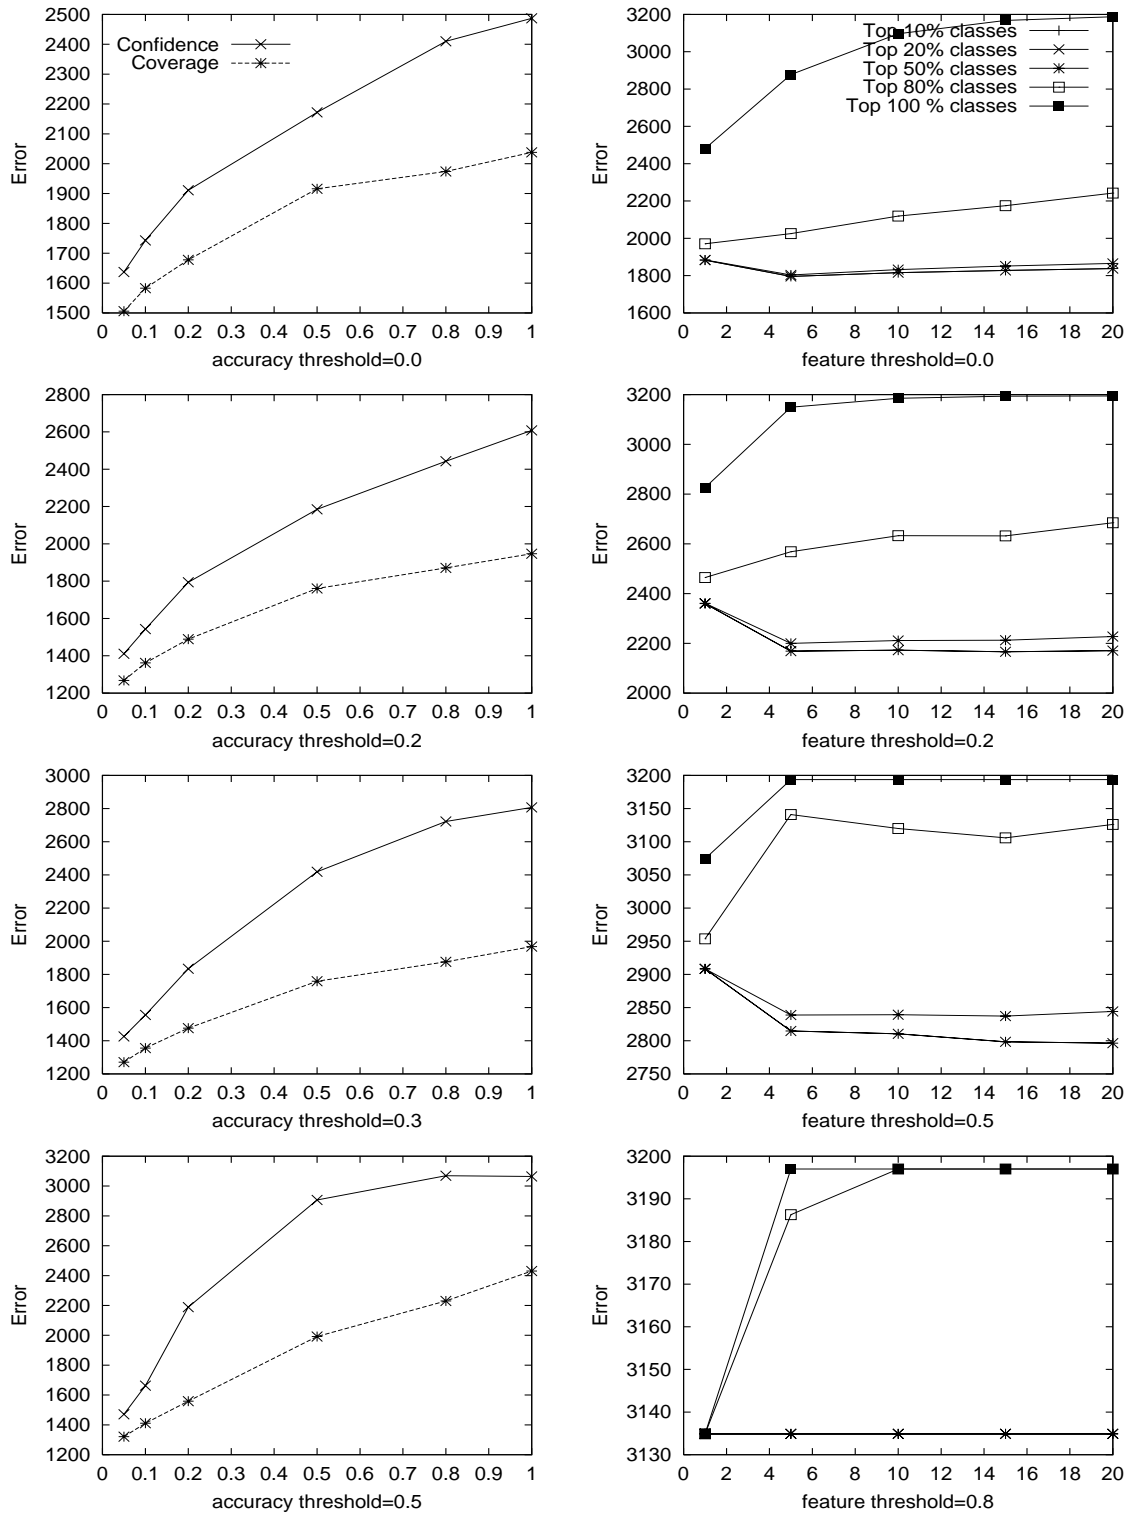 2500
2400
2300
2200
2100
2000
1900
1800
1700
1600
1500
Error
Confidence
Coverage
0 0.1 0.2 0.3 0.4 0.5 0.6 0.7 0.8 0.9 1
accuracy threshold=0.0
3200
3000
2800
2600
2400
2200
2000
1800
1600
Error
Top 10% classes
Top 20% classes
Top 50% classes
Top 80% classes
Top 100 % classes
0 2 4 6 8 10 12 14 16 18 20
feature threshold=0.0
2800
2600
2400
2200
2000
1800
1600
1400
1200
Error
0 0.1 0.2 0.3 0.4 0.5 0.6 0.7 0.8 0.9 1
accuracy threshold=0.2
3200
3000
2800
2600
2400
2200
2000
Error
0 2 4 6 8 10 12 14 16 18 20
feature threshold=0.2
3000
2800
2600
2400
2200
2000
1800
1600
1400
1200
Error
0 0.1 0.2 0.3 0.4 0.5 0.6 0.7 0.8 0.9 1
accuracy threshold=0.3
3200
3150
3100
3050
3000
2950
2900
2850
2800
2750
Error
0 2 4 6 8 10 12 14 16 18 20
feature threshold=0.5
3200
3000
2800
2600
2400
2200
2000
1800
1600
1400
1200
Error
0 0.1 0.2 0.3 0.4 0.5 0.6 0.7 0.8 0.9 1
accuracy threshold=0.5
3200
3190
3180
3170
3160
3150
3140
3130
Error
0 2 4 6 8 10 12 14 16 18 20
feature threshold=0.8